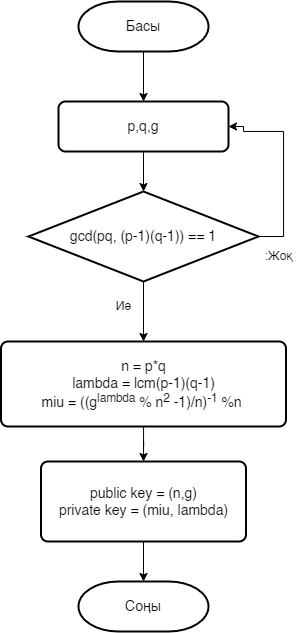 Басы
p,q,g
gcd(pq, (p-1)(q-1)) == 1
:Жоқ
Иә
n = p*q
lambda = lcm(p-1)(q-1)
miu = ((g^lambda % n^2 -1)/n)^-1 %n
public key = (n,g)
private key = (miu, lambda)
Соңы